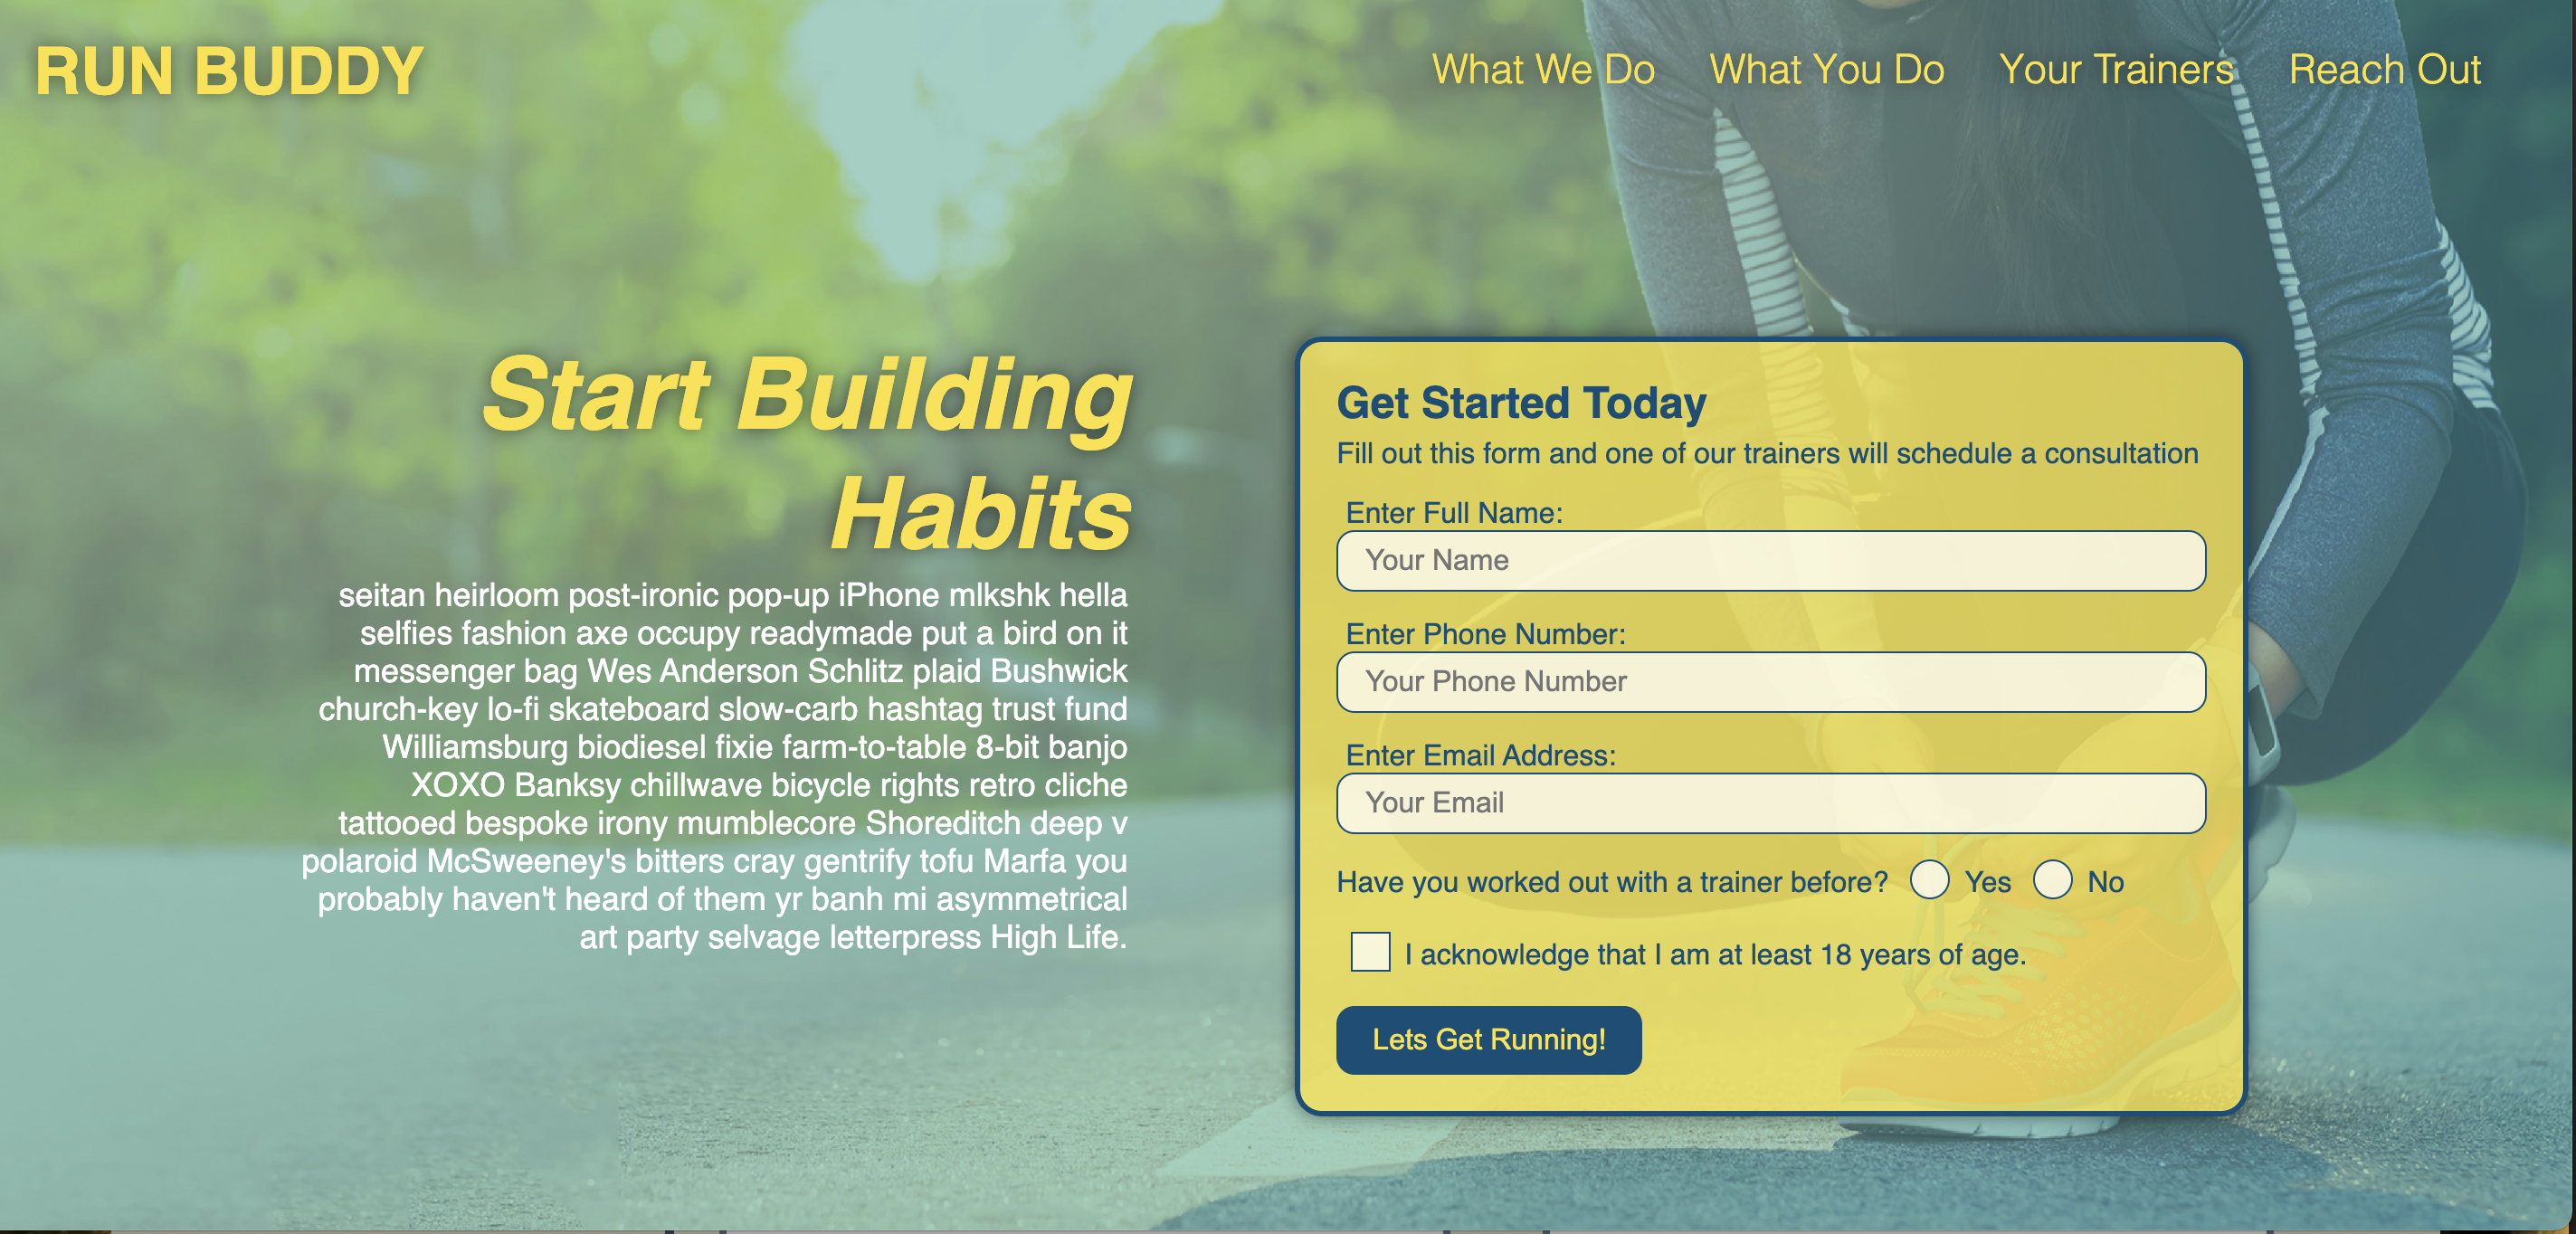 RUN BUDDY
What We Do What You Do Your Trainers Reach Out
Start Building
Habits
seitan heirloom post-ironic pop-up iPhone mlkshk hella
selfies fashion axe occupy readymade put a bird on it
messenger bag Wes Anderson Schlitz plaid Bushwick
church-key lo-fi skateboard slow-carb hashtag trust fund
Williamsburg biodiesel fixie farm-to-table 8-bit banjo
XOXO Banksy chillwave bicycle rights retro cliche
tattooed bespoke irony mumblecore Shoreditch deep v
polaroid McSweeney's bitters cray gentrify tofu Marfa you
probably haven't heard of them yr banh mi asymmetrical
art party selvage letterpress High Life.
Get Started Today
Fill out this form and one of our trainers will schedule a consultation
Enter Full Name:
Your Name
Enter Phone Number:
Your Phone Number
Enter Email Address:
Your Email
Have you worked out with a trainer before? Yes No
I acknowledge that I am at least 18 years of age.
Lets Get Running!